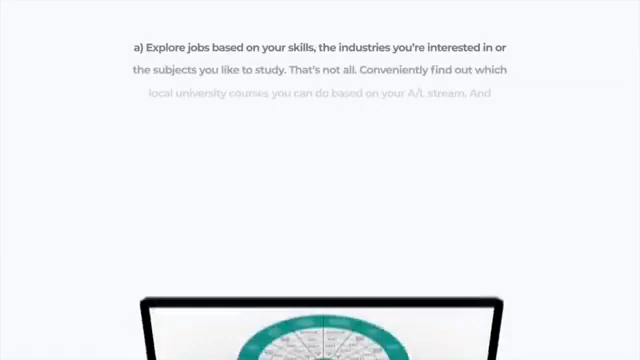 a) Explore jobs based on your skills, the industries you're interested in or
the subjects you like to study. That's not all. Conveniently find out which
local university courses you can do based on your A/L stream. And